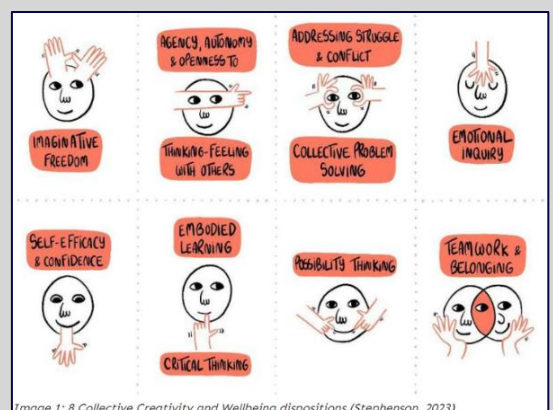 IMAGINATIVE
FREEDOM
AGENCY, AUTONOMY
& OPENNESS TO
THINKING-FEELING
WITH OTHERS
ADDRESSING STRUGGLE
& CONFLICT
COLLECTIVE PROBLEM
SOLVING
EMOTIONAL
INQUIRY
SELF-EFFICACY
& CONFIDENCE
EMBODIED
LEARNING
CRITICAL THINKING
POSSIBILITY THINKING
TEAMWORK &
BELONGING
Image 1: 8 Collective Creativity and Wellbeing dispositions (Stephenson, 2023)